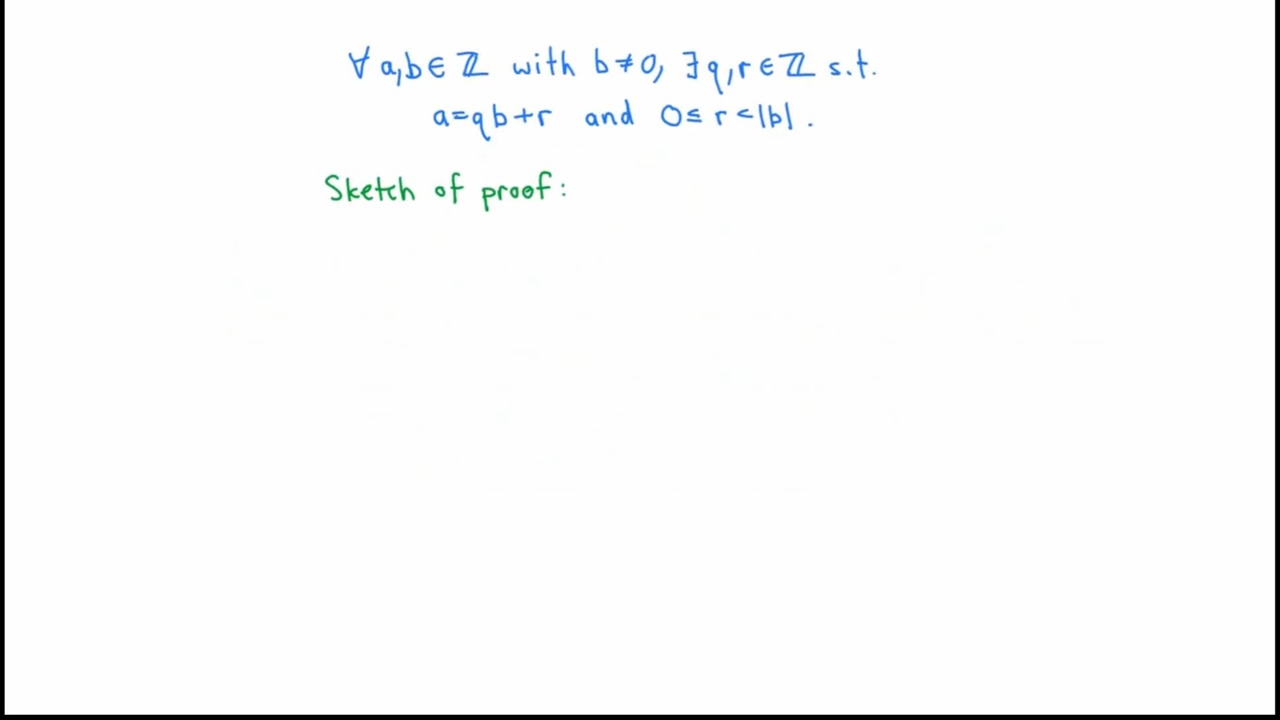 ∀ a,b ∈ ℤ with b ≠ 0, ∃ q,r ∈ ℤ s.t.
a = qb + r and 0 ≤ r < |b|.
Sketch of proof: